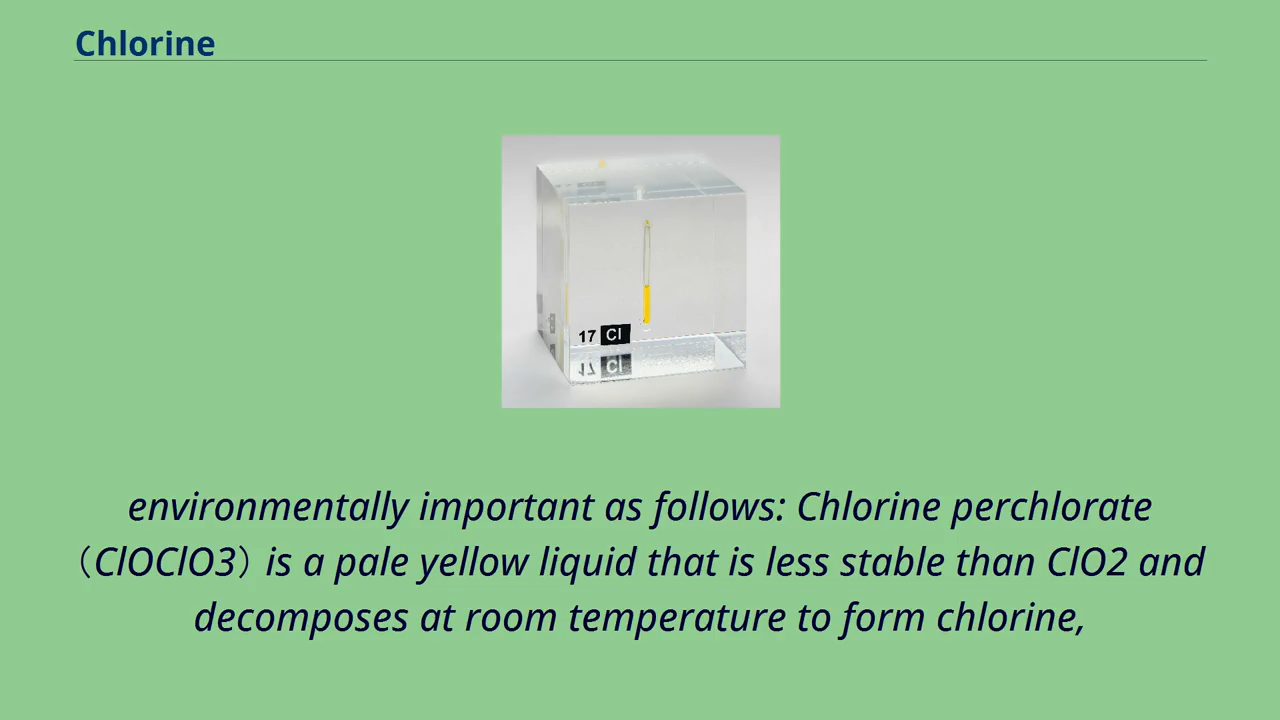 Chlorine
17 Cl
environmentally important as follows: Chlorine perchlorate
（ClOClO3）is a pale yellow liquid that is less stable than ClO2 and
decomposes at room temperature to form chlorine,